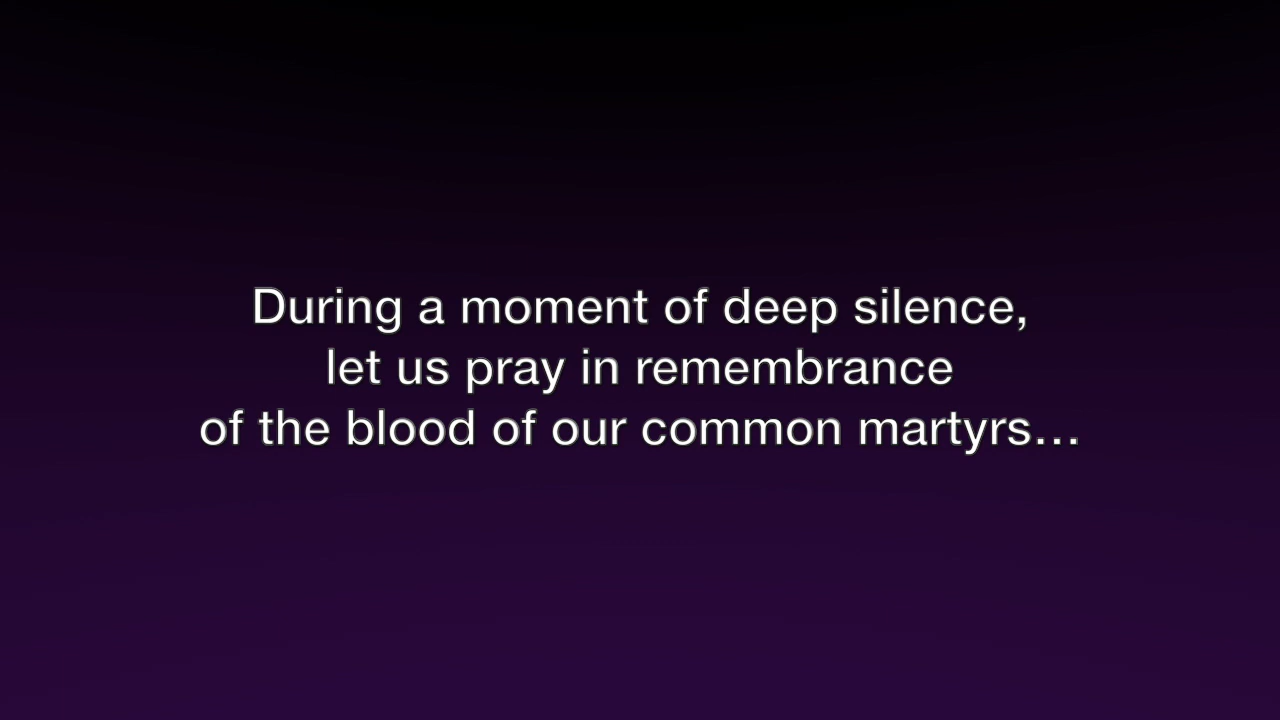 During a moment of deep silence,
let us pray in remembrance
of the blood of our common martyrs…